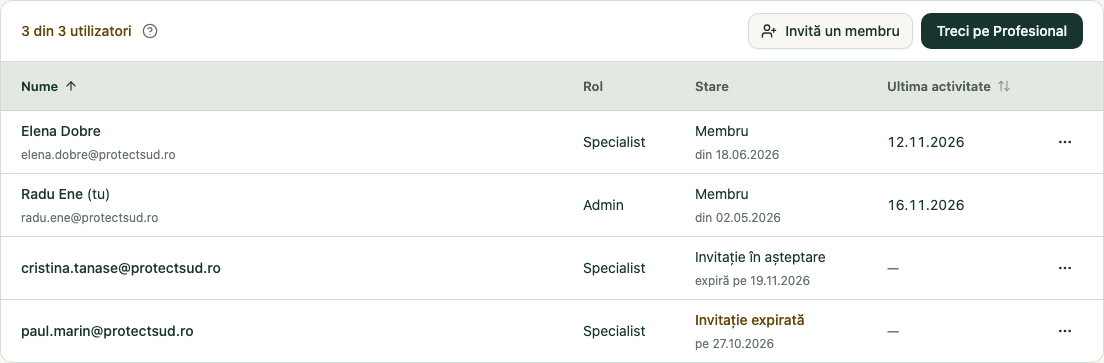 3 din 3 utilizatori
Invită un membru
Treci pe Profesional
Nume Rol Stare Ultima activitate
Elena Dobre
elena.dobre@protectsud.ro
Specialist
Membru
din 18.06.2026
12.11.2026
Radu Ene (tu)
radu.ene@protectsud.ro
Admin
Membru
din 02.05.2026
16.11.2026
cristina.tanase@protectsud.ro
Specialist
Invitație în așteptare
expiră pe 19.11.2026
—
paul.marin@protectsud.ro
Specialist
Invitație expirată
pe 27.10.2026
—